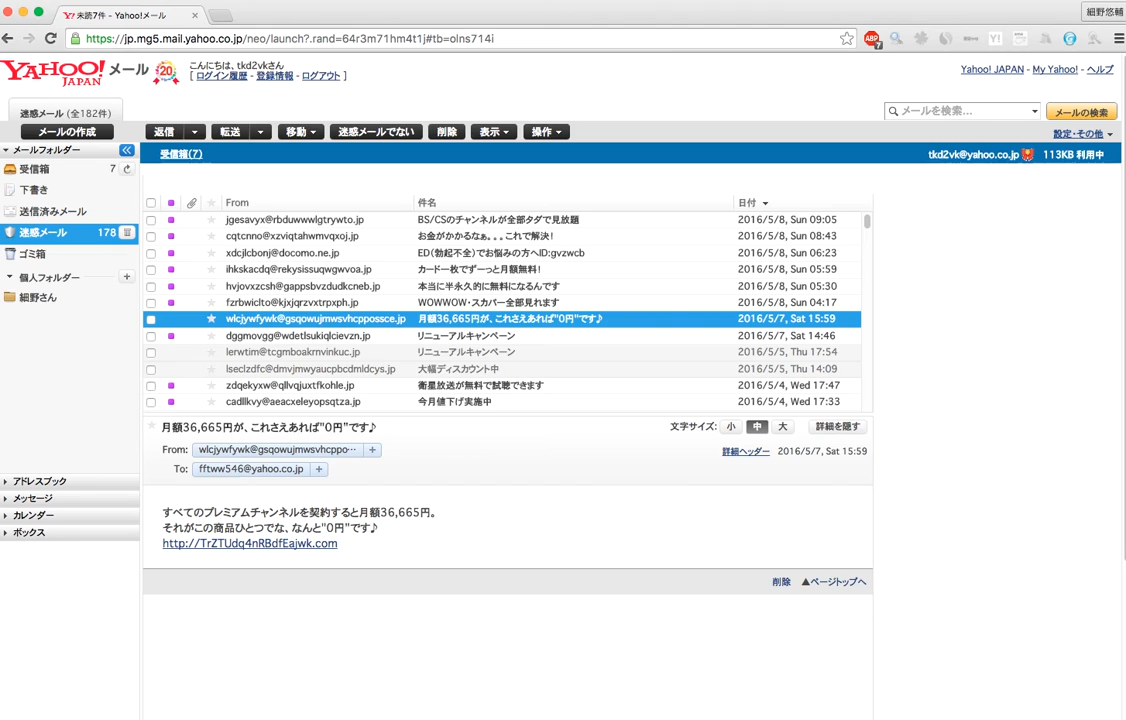 未読7件 - Yahoo!メール
細野悠輔
https://jp.mg5.mail.yahoo.co.jp/neo/launch?.rand=64r3m71hm4t1j#tb=olns714i
ABP 7
YAHOO! JAPAN メール 20
こんにちは、tkd2vkさん
[ ログイン履歴 - 登録情報 - ログアウト ]
Yahoo! JAPAN - My Yahoo! - ヘルプ
迷惑メール (全182件)
メールを検索...
メールの検索
メールの作成
返信 転送 移動 迷惑メールでない 削除 表示 操作
設定・その他
メールフォルダー
受信箱(7)
tkd2vk@yahoo.co.jp 113KB 利用中
受信箱 7
下書き
送信済みメール
迷惑メール 178
ゴミ箱
個人フォルダー
細野さん
From 件名 日付
jgesavyx@rbduwwwlgtrywto.jp BS/CSのチャンネルが全部タダで見放題 2016/5/8, Sun 09:05
cqtcnno@xzviqtahwmvqxoj.jp お金がかかるなぁ。。。これで解決! 2016/5/8, Sun 08:43
xdcjlcbonj@docomo.ne.jp ED(勃起不全)でお悩みの方へID:gvzwcb 2016/5/8, Sun 06:23
ihkskacdq@rekysissuqwgwvoa.jp カード一枚でずーっと月額無料! 2016/5/8, Sun 05:59
hvjovxzcsh@gappsbvzdudkcneb.jp 本当に半永久的に無料になるんです 2016/5/8, Sun 05:00
fzrbwiclto@kjxjqrzvxtrpxph.jp WOWWOW・スカパー全部見れます 2016/5/8, Sun 04:17
wlcjywfywk@gsqowujmwsvhcppossce.jp 月額36,665円が、これさえあれば"0円"です♪ 2016/5/7, Sat 15:59
dggmovgg@wdetlsukiqlcievzn.jp リニューアルキャンペーン 2016/5/7, Sat 14:46
lerwtim@tcgmboakrnvinkuc.jp リニューアルキャンペーン 2016/5/5, Thu 17:54
lseclzdfc@dmvjmwyaucpbcdmldcys.jp 大幅ディスカウント中 2016/5/5, Thu 14:09
zdqekyxw@qllvqjuxtfkohle.jp 衛星放送が無料で試聴できます 2016/5/4, Wed 17:47
cadllkvy@aeacxeleyopsqtza.jp 今月値下げ実施中 2016/5/4, Wed 17:33
月額36,665円が、これさえあれば"0円"です♪
文字サイズ: 小 中 大 詳細を隠す
From: wlcjywfywk@gsqowujmwsvhcppo… +
詳細ヘッダー 2016/5/7, Sat 15:59
To: fftww546@yahoo.co.jp +
アドレスブック
メッセージ
カレンダー
ボックス
すべてのプレミアムチャンネルを契約すると月額36,665円。
それがこの商品ひとつでな、なんと"0円"です♪
http://TrZTUdq4nRBdfEajwk.com
削除 ▲ページトップへ